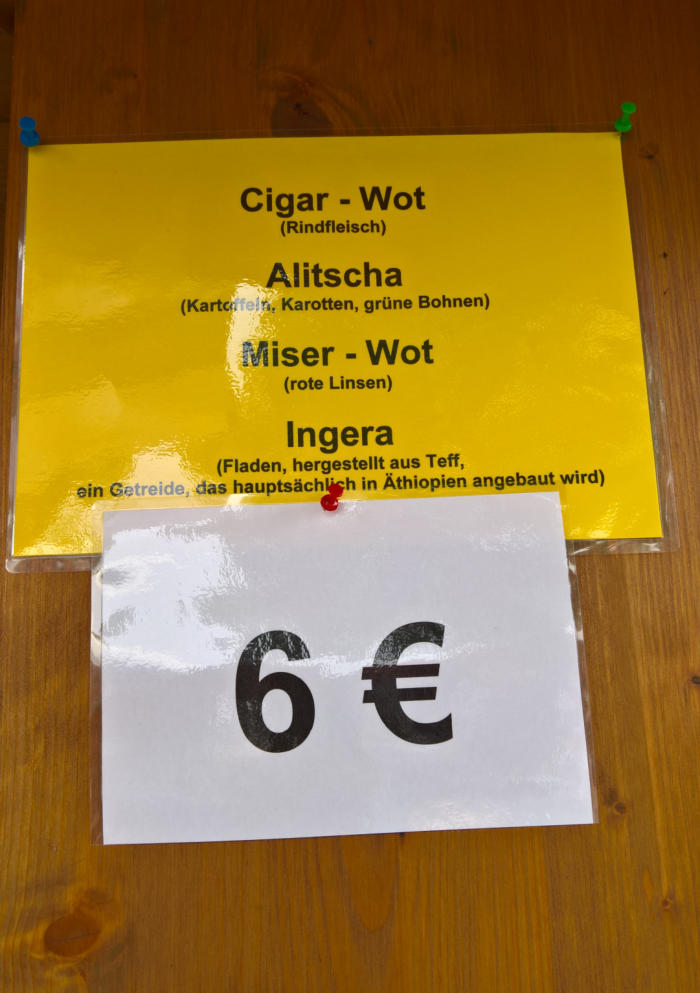 Cigar - Wot
(Rindfleisch)
Alitscha
(Kartoffeln, Karotten, grüne Bohnen)
Miser - Wot
(rote Linsen)
Ingera
(Fladen, hergestellt aus Teff,
ein Getreide, das hauptsächlich in Äthiopien angebaut wird)
6 €